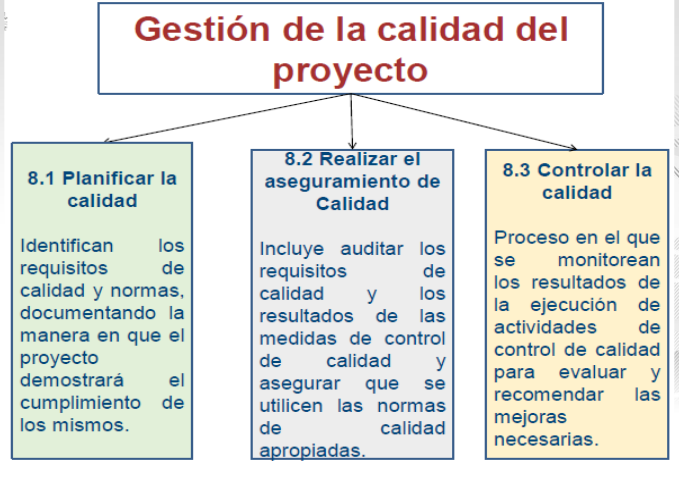 Gestión de la calidad del
proyecto
8.1 Planificar la
calidad
Identifican los
requisitos de
calidad y normas,
documentando la
manera en que el
proyecto
demostrará el
cumplimiento de
los mismos.
8.2 Realizar el
aseguramiento de
Calidad
Incluye auditar los
requisitos de
calidad y los
resultados de las
medidas de control
de calidad y
asegurar que se
utilicen las normas
de calidad
apropiadas.
8.3 Controlar la
calidad
Proceso en el que
se monitorean
los resultados de
la ejecución de
actividades de
control de calidad
para evaluar y
recomendar las
mejoras
necesarias.